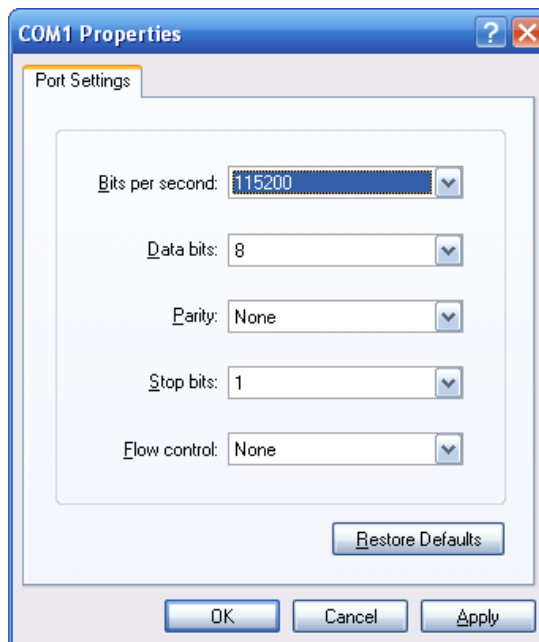 COM1 Properties
Port Settings
Bits per second: 115200
Data bits: 8
Parity: None
Stop bits: 1
Flow control: None
Restore Defaults
OK Cancel Apply